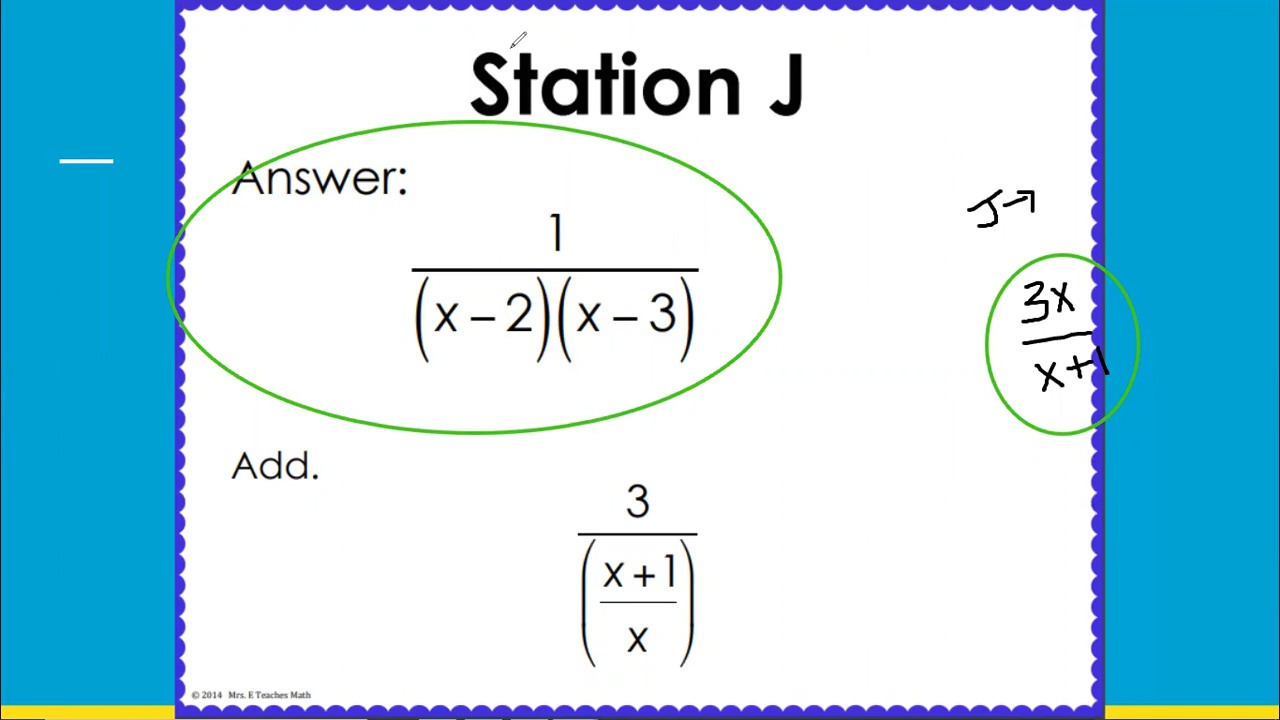 Station J
Answer:
1
(x – 2)(x – 3)
J→
3x
x+1
Add.
3
(x + 1
x)
© 2014 Mrs. E Teaches Math